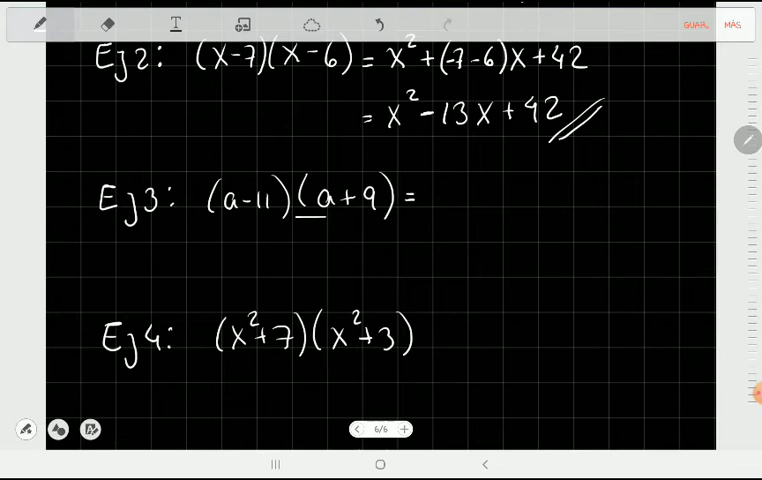 GUAR. MÁS
Ej2: (x-7)(x-6) = x²+(-7-6)x+42
= x²-13x+42
Ej3: (a-11)(a+9)=
Ej4: (x²+7)(x²+3)
6/6